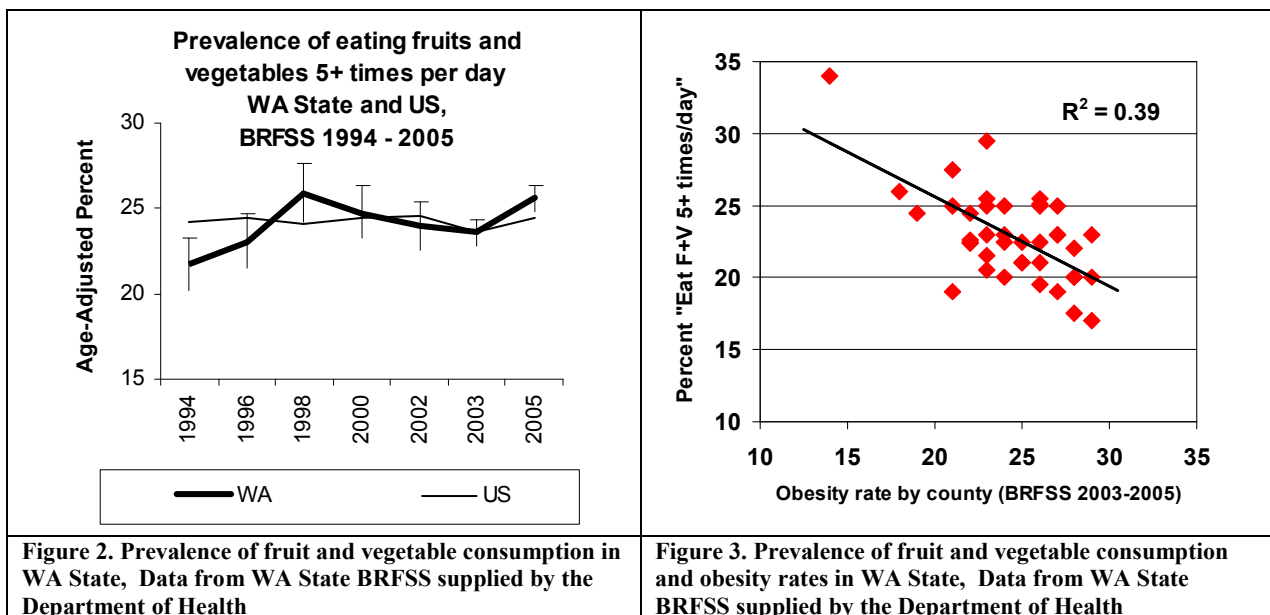 Prevalence of eating fruits and
vegetables 5+ times per day
WA State and US,
BRFSS 1994 - 2005
Age-Adjusted Percent
30
25
20
15
1994
1996
1998
2000
2002
2003
2005
WA
US
Figure 2. Prevalence of fruit and vegetable consumption in
WA State, Data from WA State BRFSS supplied by the
Department of Health
Percent "Eat F+V 5+ times/day"
35
30
25
20
15
10
R² = 0.39
10
15
20
25
30
35
Obesity rate by county (BRFSS 2003-2005)
Figure 3. Prevalence of fruit and vegetable consumption
and obesity rates in WA State, Data from WA State
BRFSS supplied by the Department of Health